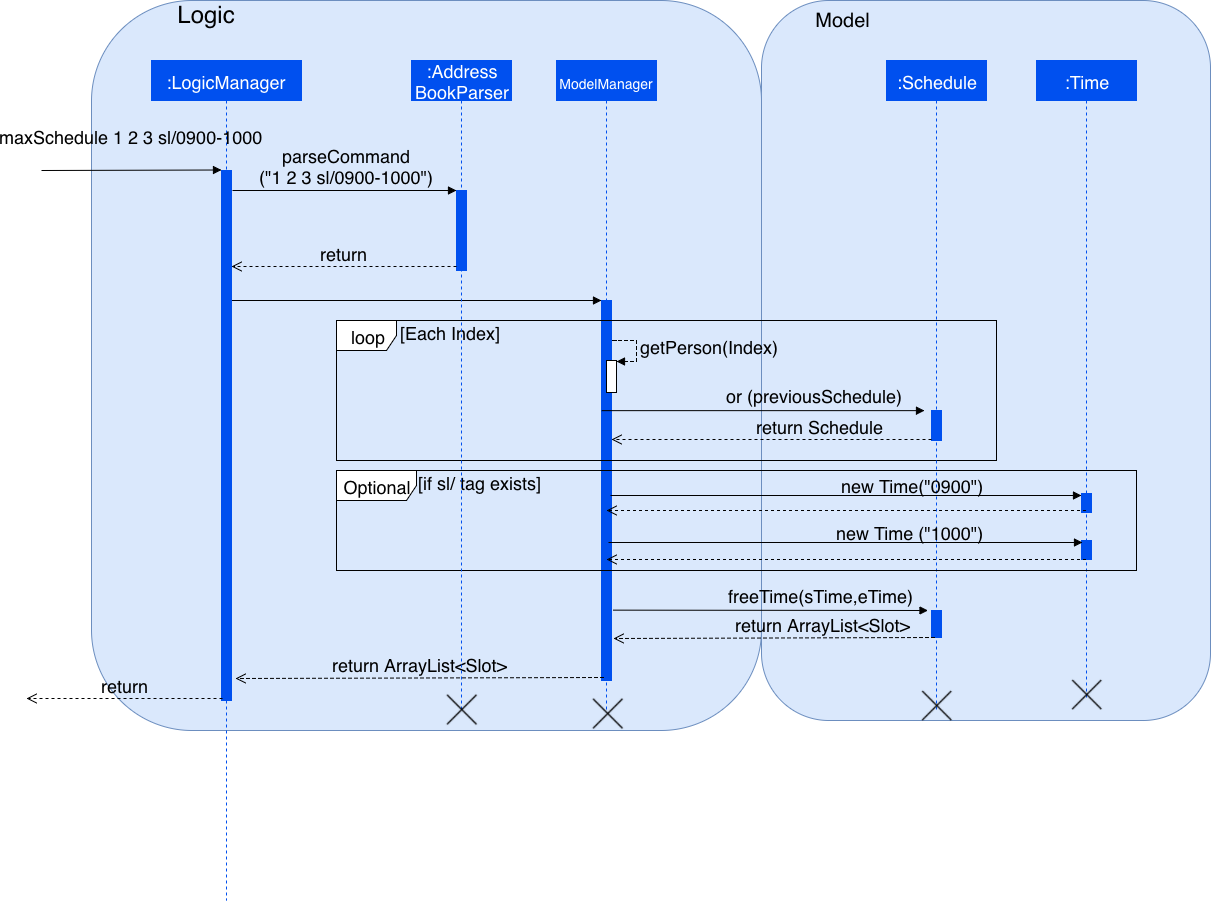 Logic
Model
:LogicManager
:Address
BookParser
ModelManager
:Schedule
:Time
maxSchedule 1 2 3 sl/0900-1000
parseCommand
("1 2 3 sl/0900-1000")
return
loop
[Each Index]
getPerson(Index)
or (previousSchedule)
return Schedule
Optional
[if sl/ tag exists]
new Time("0900")
new Time ("1000")
freeTime(sTime,eTime)
return ArrayList<Slot>
return ArrayList<Slot>
return